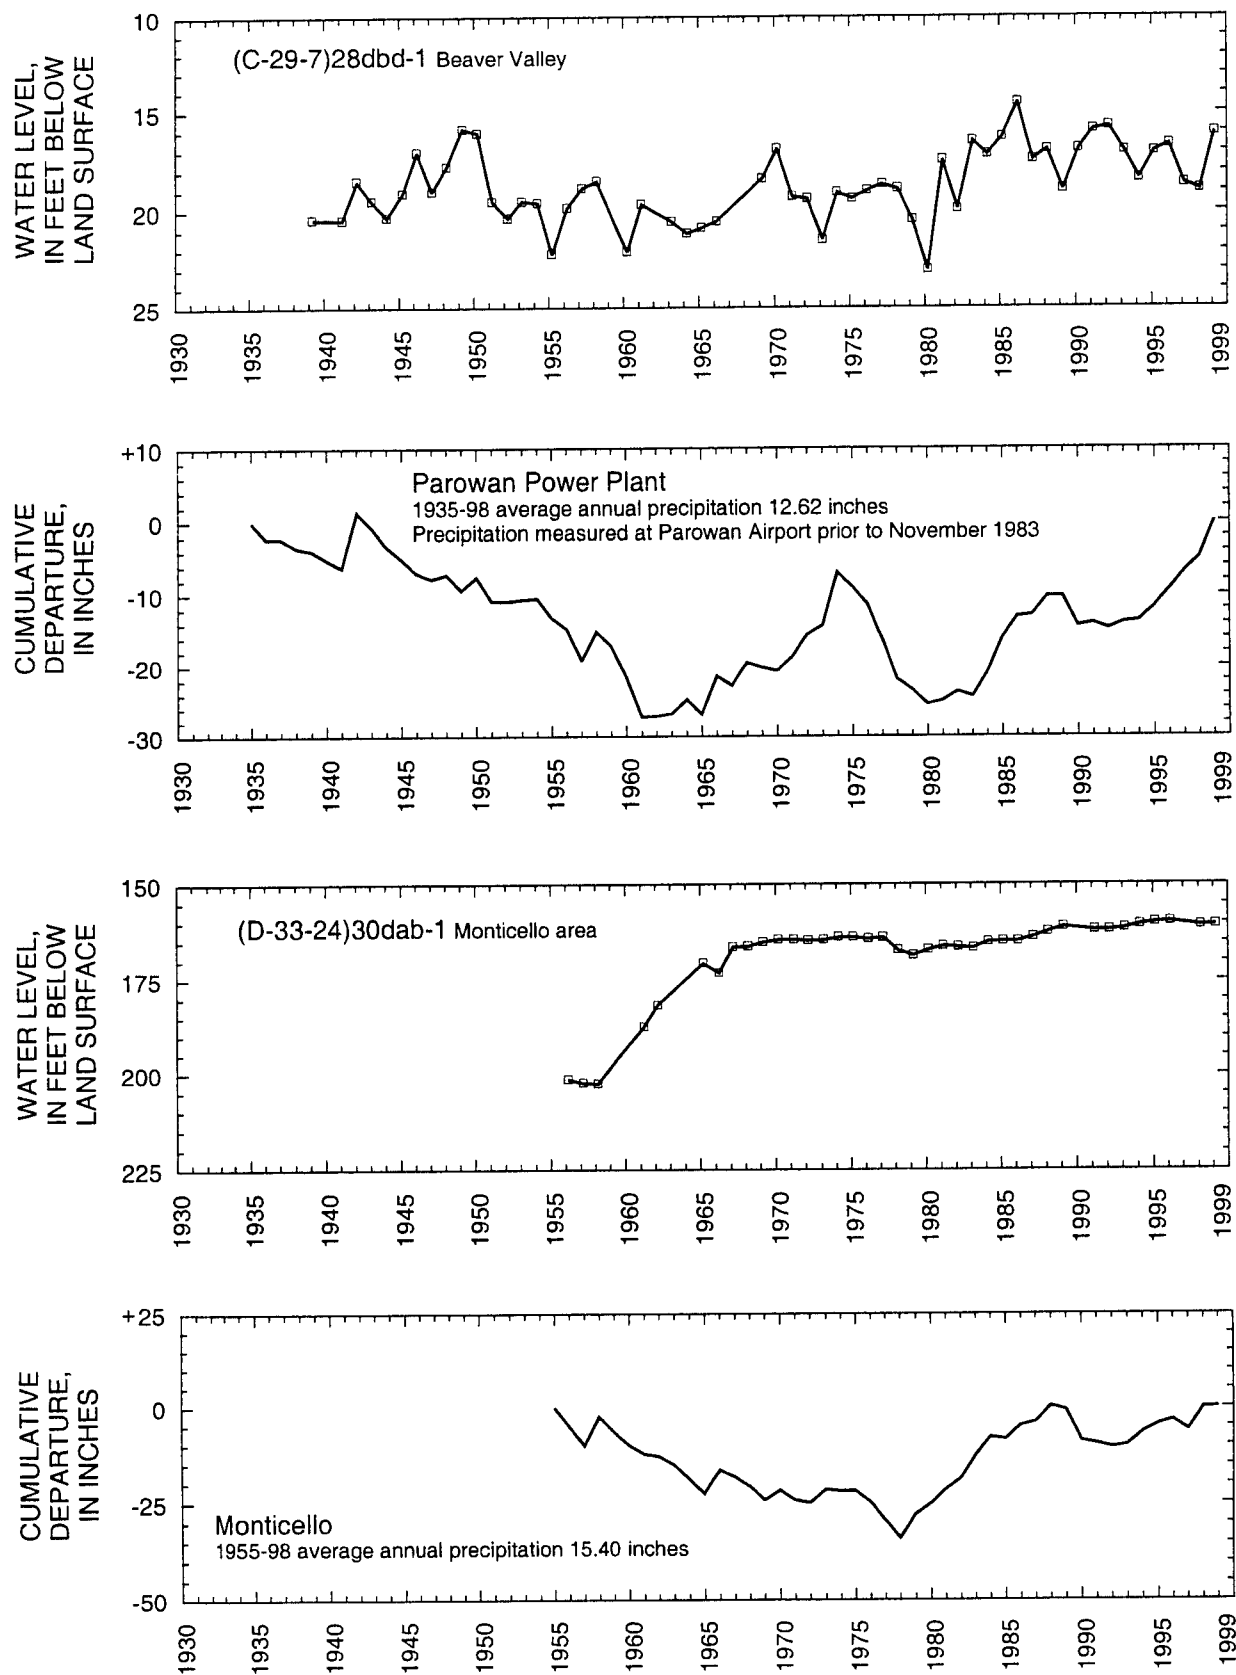 WATER LEVEL,
IN FEET BELOW
LAND SURFACE
10
15
20
25
(C-29-7)28dbd-1 Beaver Valley
1930 1935 1940 1945 1950 1955 1960 1965 1970 1975 1980 1985 1990 1995 1999
CUMULATIVE
DEPARTURE,
IN INCHES
+10
0
-10
-20
-30
Parowan Power Plant
1935-98 average annual precipitation 12.62 inches
Precipitation measured at Parowan Airport prior to November 1983
1930 1935 1940 1945 1950 1955 1960 1965 1970 1975 1980 1985 1990 1995 1999
WATER LEVEL,
IN FEET BELOW
LAND SURFACE
150
175
200
225
(D-33-24)30dab-1 Monticello area
1930 1935 1940 1945 1950 1955 1960 1965 1970 1975 1980 1985 1990 1995 1999
CUMULATIVE
DEPARTURE,
IN INCHES
+25
0
-25
-50
Monticello
1955-98 average annual precipitation 15.40 inches
1930 1935 1940 1945 1950 1955 1960 1965 1970 1975 1980 1985 1990 1995 1999